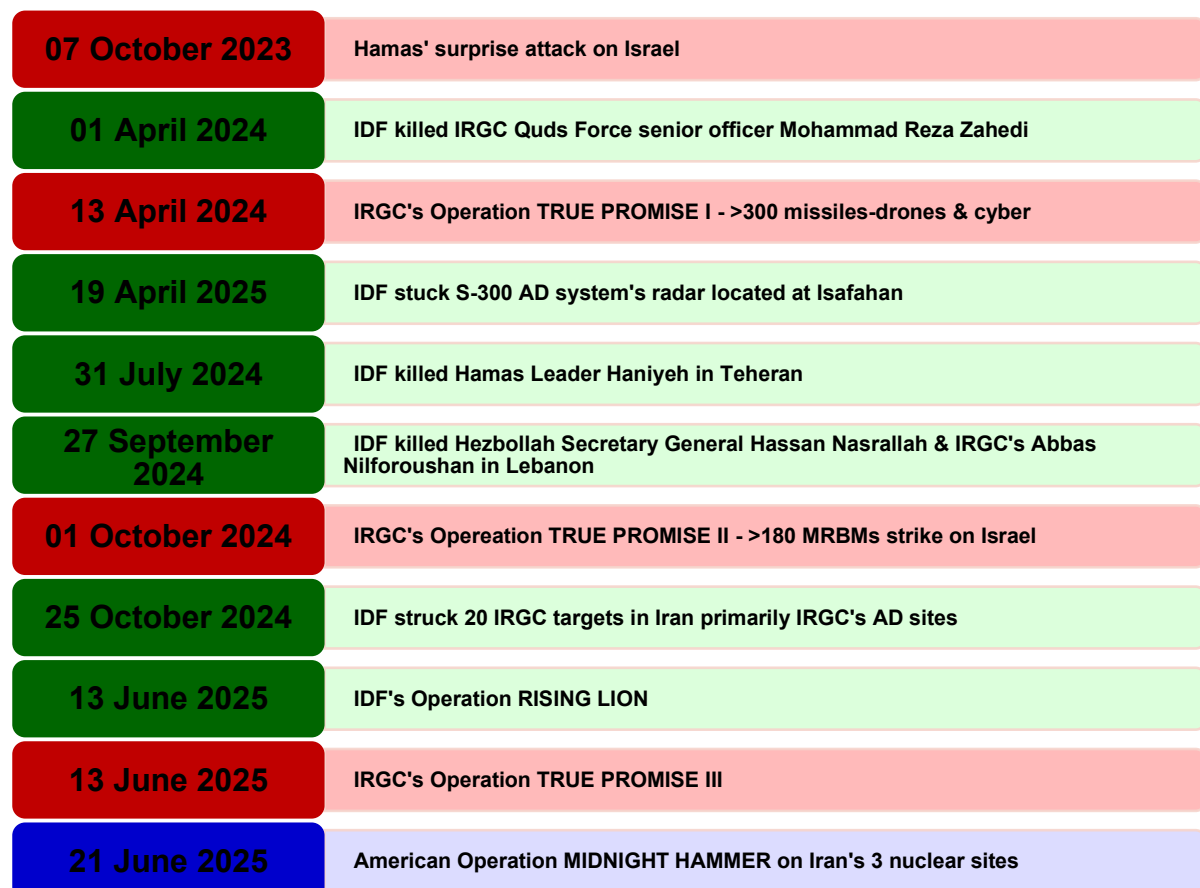 07 October 2023
Hamas' surprise attack on Israel
01 April 2024
IDF killed IRGC Quds Force senior officer Mohammad Reza Zahedi
13 April 2024
IRGC's Operation TRUE PROMISE I - >300 missiles-drones & cyber
19 April 2025
IDF stuck S-300 AD system's radar located at Isafahan
31 July 2024
IDF killed Hamas Leader Haniyeh in Teheran
27 September
2024
IDF killed Hezbollah Secretary General Hassan Nasrallah & IRGC's Abbas
Nilforoushan in Lebanon
01 October 2024
IRGC's Opereation TRUE PROMISE II - >180 MRBMs strike on Israel
25 October 2024
IDF struck 20 IRGC targets in Iran primarily IRGC's AD sites
13 June 2025
IDF's Operation RISING LION
13 June 2025
IRGC's Operation TRUE PROMISE III
21 June 2025
American Operation MIDNIGHT HAMMER on Iran's 3 nuclear sites